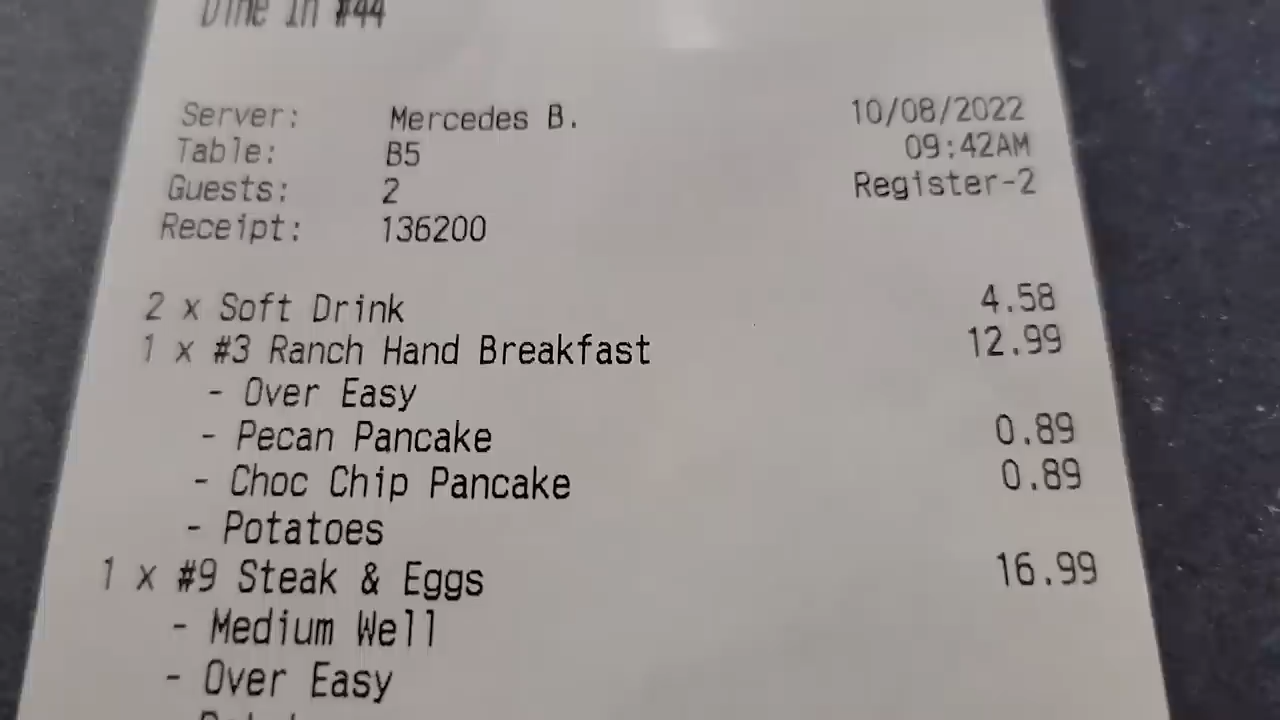 Dine In #44
Server: Mercedes B. 10/08/2022
Table: B5 09:42AM
Guests: 2 Register-2
Receipt: 136200
2 x Soft Drink 4.58
1 x #3 Ranch Hand Breakfast 12.99
- Over Easy
- Pecan Pancake 0.89
- Choc Chip Pancake 0.89
- Potatoes
1 x #9 Steak & Eggs 16.99
- Medium Well
- Over Easy